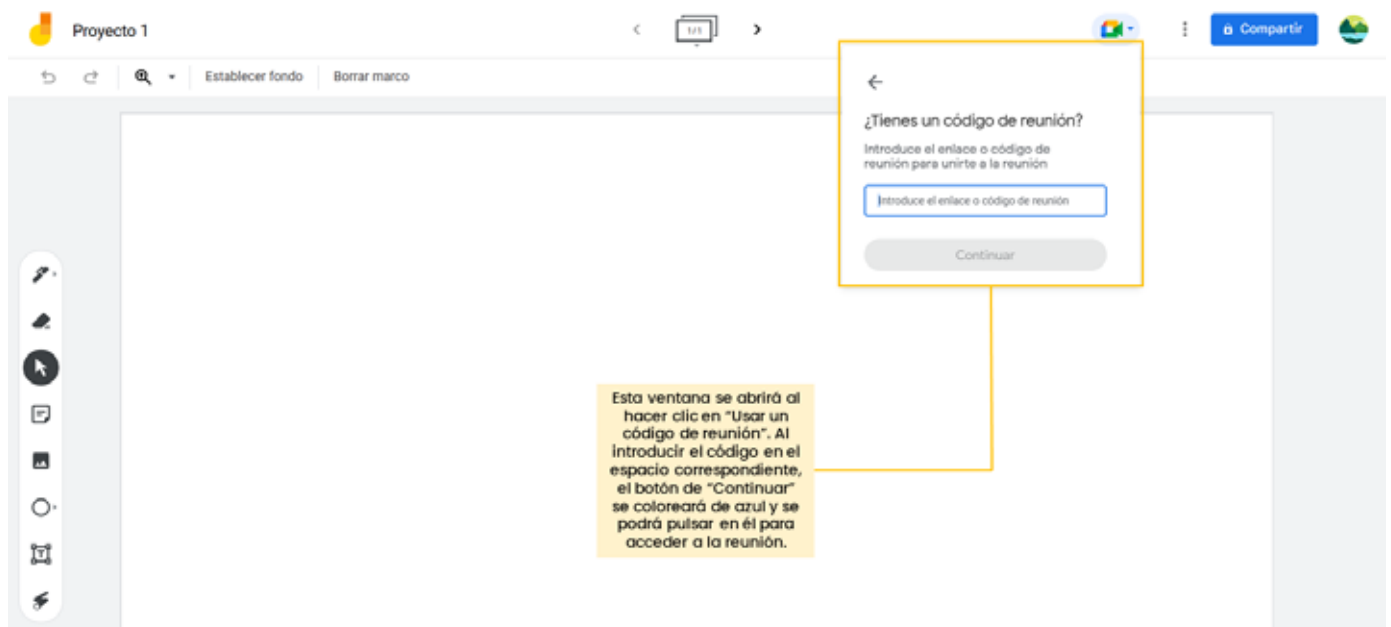 Proyecto 1
1/1
Compartir
Establecer fondo
Borrar marco
¿Tienes un código de reunión?
Introduce el enlace o código de
reunión para unirte a la reunión
Introduce el enlace o código de reunión
Continuar
Esta ventana se abrirá al
hacer clic en “Usar un
código de reunión”. Al
introducir el código en el
espacio correspondiente,
el botón de “Continuar”
se coloreará de azul y se
podrá pulsar en él para
acceder a la reunión.